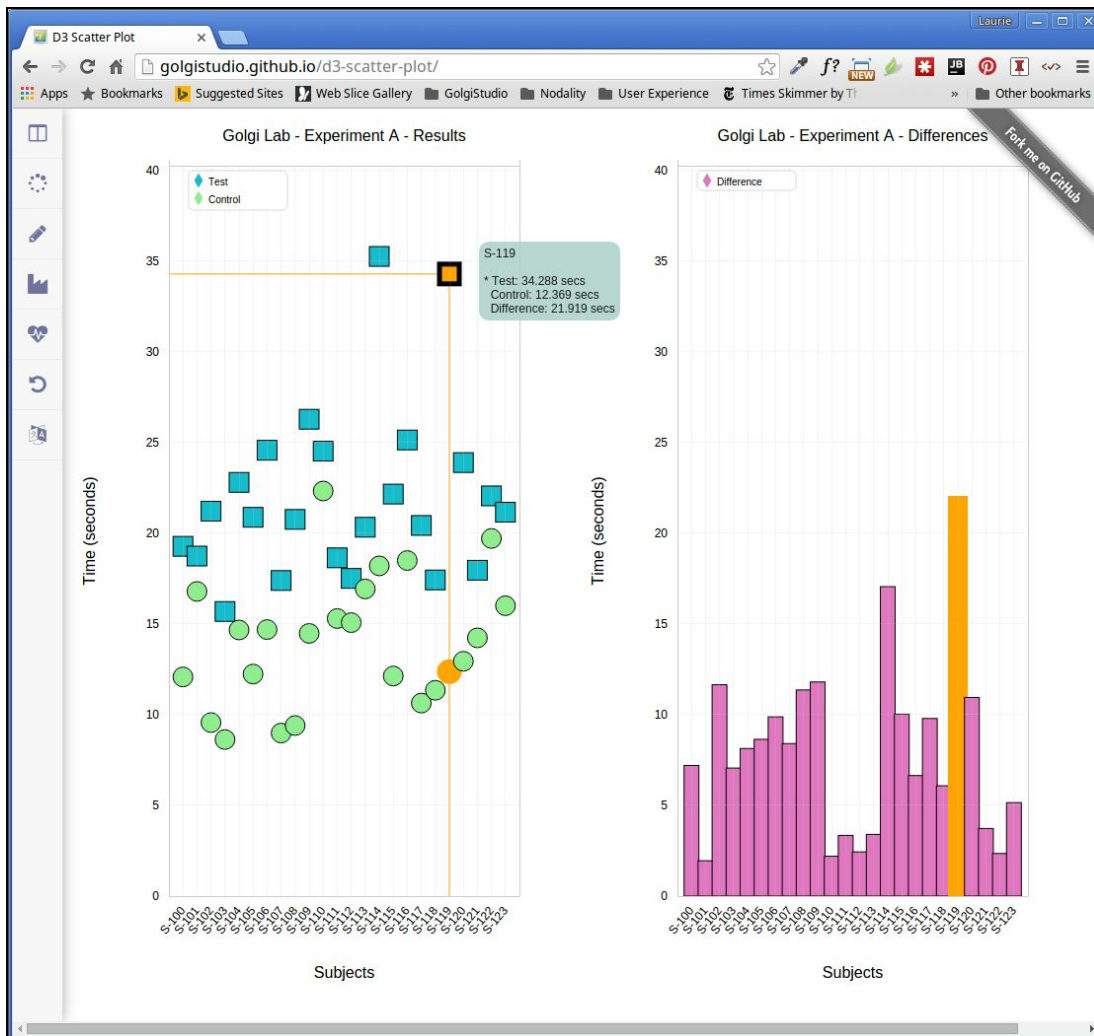 Laurie
D3 Scatter Plot
golgistudio.github.io/d3-scatter-plot/
f?
NEW
JB
Apps Bookmarks Suggested Sites Web Slice Gallery GolgiStudio Nodality User Experience Times Skimmer by Th » Other bookmarks
Fork me on GitHub
Golgi Lab - Experiment A - Results
Test
Control
40
35
30
25
20
15
10
5
0
Time (seconds)
S-119
* Test: 34.288 secs
Control: 12.369 secs
Difference: 21.919 secs
S-100
S-101
S-102
S-103
S-104
S-105
S-106
S-107
S-108
S-109
S-110
S-111
S-112
S-113
S-114
S-115
S-116
S-117
S-118
S-119
S-120
S-121
S-122
S-123
Subjects
Golgi Lab - Experiment A - Differences
Difference
40
35
30
25
20
15
10
5
0
Time (seconds)
S-100
S-101
S-102
S-103
S-104
S-105
S-106
S-107
S-108
S-109
S-110
S-111
S-112
S-113
S-114
S-115
S-116
S-117
S-118
S-119
S-120
S-121
S-122
S-123
Subjects